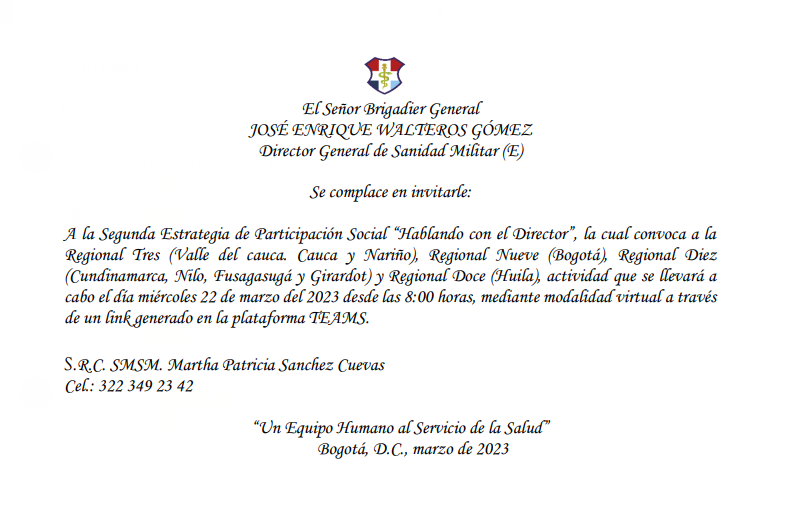 El Señor Brigadier General
JOSÉ ENRIQUE WALTEROS GÓMEZ
Director General de Sanidad Militar (E)
Se complace en invitarle:
A la Segunda Estrategia de Participación Social “Hablando con el Director”, la cual convoca a la
Regional Tres (Valle del cauca. Cauca y Nariño), Regional Nueve (Bogotá), Regional Diez
(Cundinamarca, Nilo, Fusagasugá y Girardot) y Regional Doce (Huila), actividad que se llevará a
cabo el día miércoles 22 de marzo del 2023 desde las 8:00 horas, mediante modalidad virtual a través
de un link generado en la plataforma TEAMS.
S.R.C. SMSM. Martha Patricia Sanchez Cuevas
Cel.: 322 349 23 42
“Un Equipo Humano al Servicio de la Salud”
Bogotá, D.C., marzo de 2023